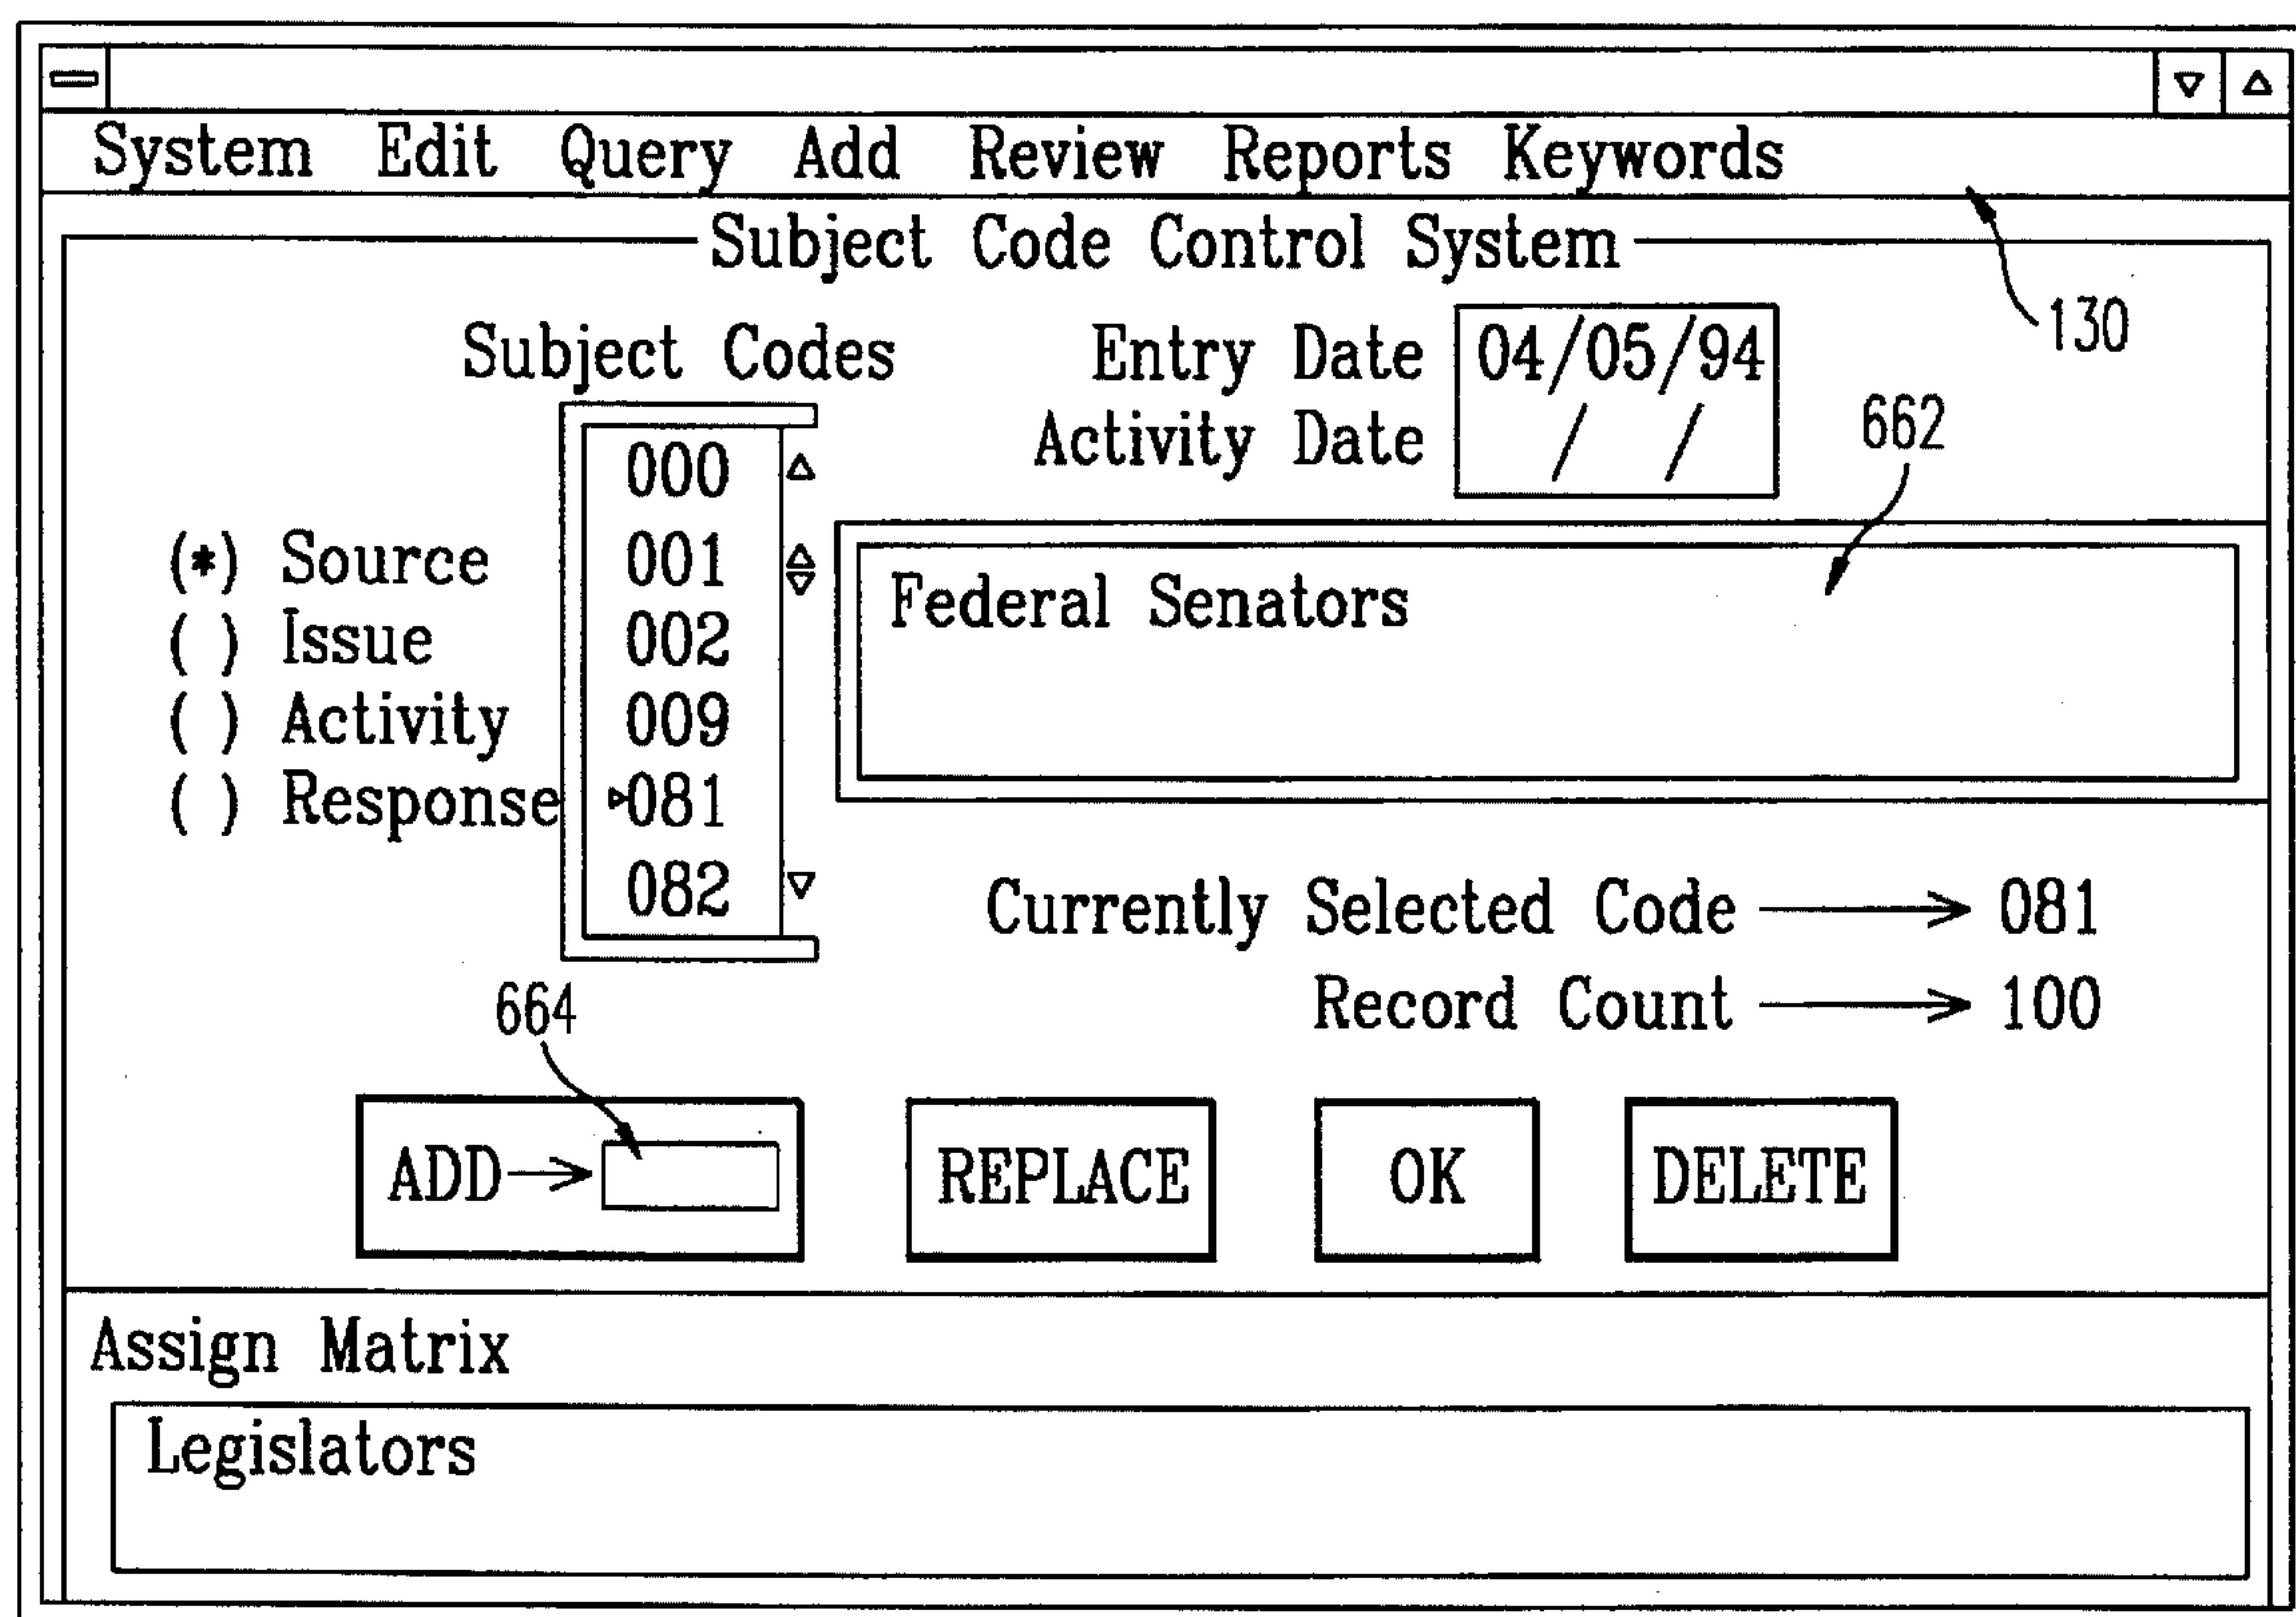 System Edit Query Add Review Reports Keywords
Subject Code Control System
130
Subject Codes
Entry Date 04/05/94
Activity Date / /
662
000
001
002
009
081
082
(*) Source
( ) Issue
( ) Activity
( ) Response
Federal Senators
Currently Selected Code → 081
Record Count → 100
664
ADD→
REPLACE
OK
DELETE
Assign Matrix
Legislators